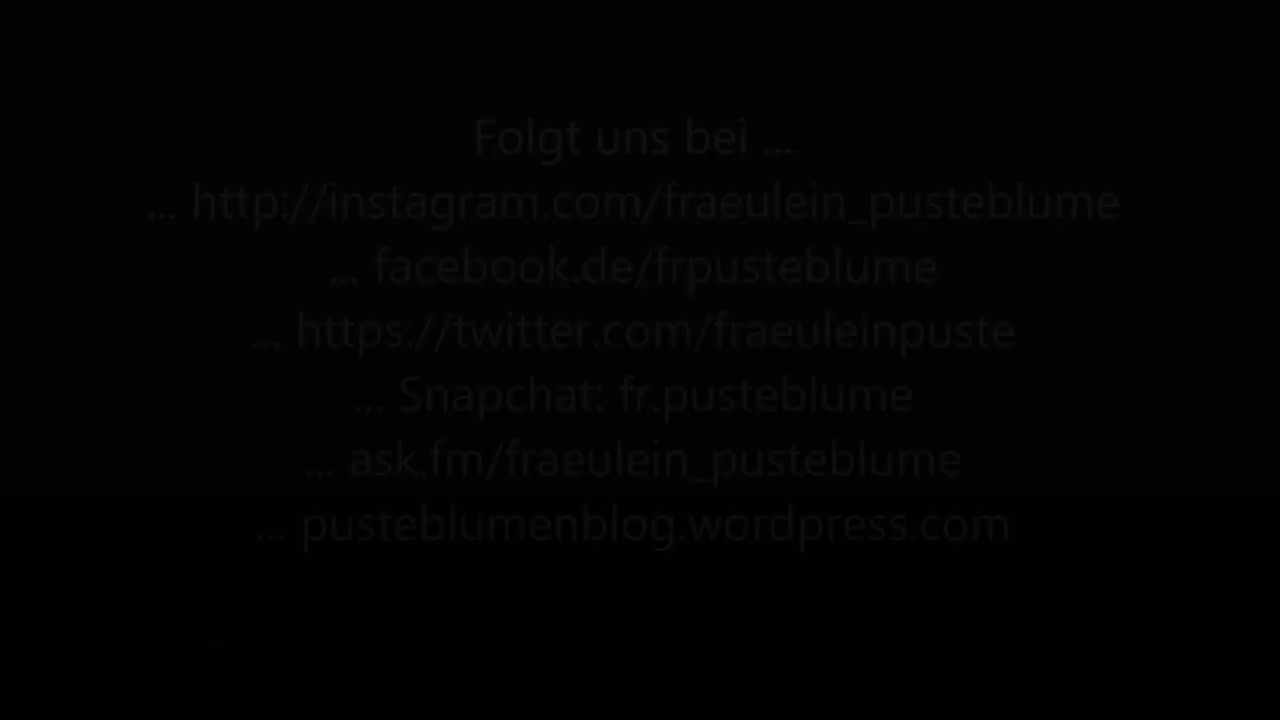 Folgt uns bei ...
... http://instagram.com/fraeulein_pusteblume
... facebook.de/frpusteblume
... https://twitter.com/fraeuleinpuste
... Snapchat: fr.pusteblume
... ask.fm/fraeulein_pusteblume
... pusteblumenblog.wordpress.com